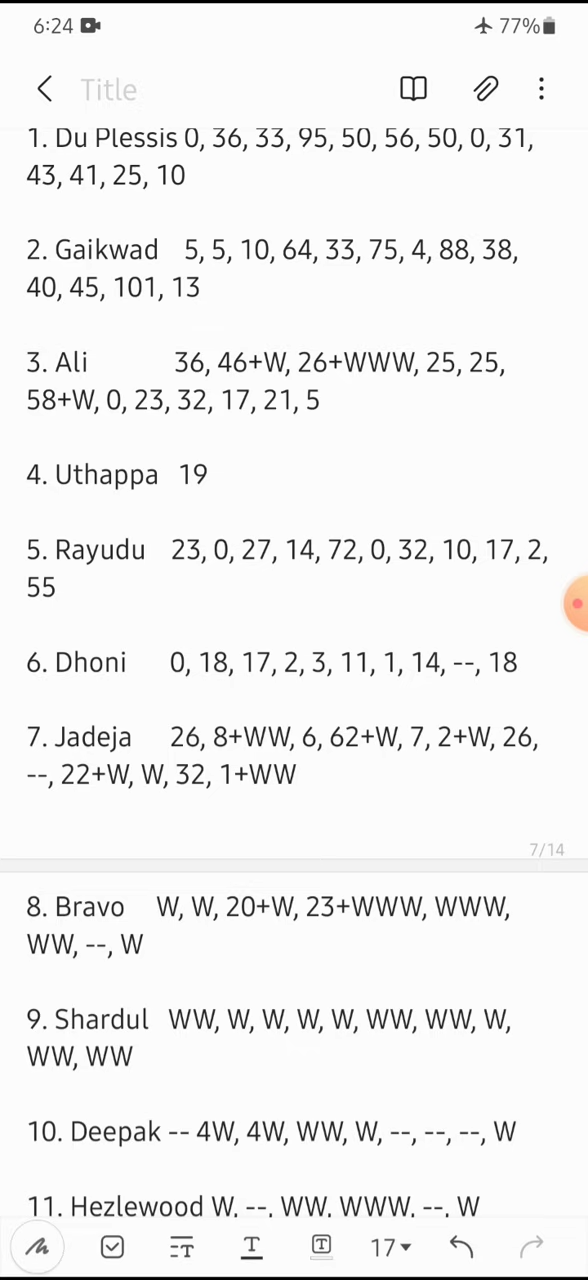 6:24 77%
Title
1. Du Plessis 0, 36, 33, 95, 50, 56, 50, 0, 31,
43, 41, 25, 10
2. Gaikwad 5, 5, 10, 64, 33, 75, 4, 88, 38,
40, 45, 101, 13
3. Ali 36, 46+W, 26+WWW, 25, 25,
58+W, 0, 23, 32, 17, 21, 5
4. Uthappa 19
5. Rayudu 23, 0, 27, 14, 72, 0, 32, 10, 17, 2,
55
6. Dhoni 0, 18, 17, 2, 3, 11, 1, 14, --, 18
7. Jadeja 26, 8+WW, 6, 62+W, 7, 2+W, 26,
--, 22+W, W, 32, 1+WW
7/14
8. Bravo W, W, 20+W, 23+WWW, WWW,
WW, --, W
9. Shardul WW, W, W, W, W, WW, WW, W,
WW, WW
10. Deepak -- 4W, 4W, WW, W, --, --, --, W
11. Hezlewood W, --, WW, WWW, --, W
T T T 17